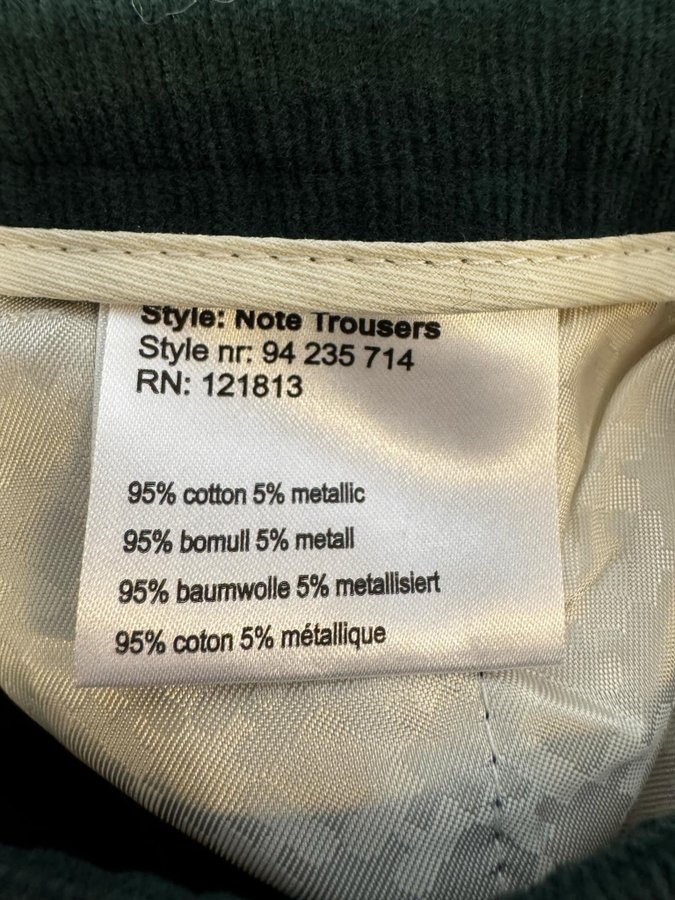 Style: Note Trousers
Style nr: 94 235 714
RN: 121813
95% cotton 5% metallic
95% bomull 5% metall
95% baumwolle 5% metallisiert
95% coton 5% métallique